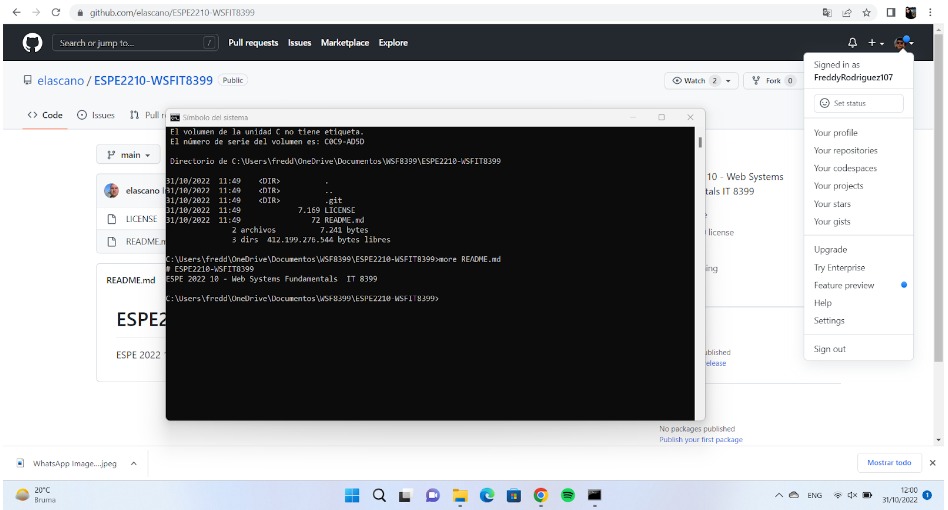 github.com/elascano/ESPE2210-WSFIT8399
Search or jump to... /
Pull requests Issues Marketplace Explore
Signed in as
FreddyRodriguez107
Set status
Your profile
Your repositories
Your codespaces
Your projects
Your stars
Your gists
Upgrade
Try Enterprise
Feature preview
Help
Settings
Sign out
elascano / ESPE2210-WSFIT8399 Public
Watch 2
Fork 0
Code Issues Pull
main
elascano
LICENSE
README.m
README.md
ESPE2
ESPE 2022 1
Símbolo del sistema
El volumen de la unidad C no tiene etiqueta.
El número de serie del volumen es: C0C9-AD5D
Directorio de C:\Users\fredd\OneDrive\Documentos\WSF8399\ESPE2210-WSFIT8399
31/10/2022 11:49 <DIR> .
31/10/2022 11:49 <DIR> ..
31/10/2022 11:49 <DIR> .git
31/10/2022 11:49 7.169 LICENSE
31/10/2022 11:49 72 README.md
2 archivos 7.241 bytes
3 dirs 412.199.276.544 bytes libres
C:\Users\fredd\OneDrive\Documentos\WSF8399\ESPE2210-WSFIT8399>more README.md
# ESPE2210-WSFIT8399
ESPE 2022 10 - Web Systems Fundamentals IT 8399
C:\Users\fredd\OneDrive\Documentos\WSF8399\ESPE2210-WSFIT8399>
10 - Web Systems
tals IT 8399
license
ing
ublished
elease
No packages published
Publish your first package
WhatsApp Image....jpeg
Mostrar todo
20°C
Bruma
ENG
12:00
31/10/2022
1